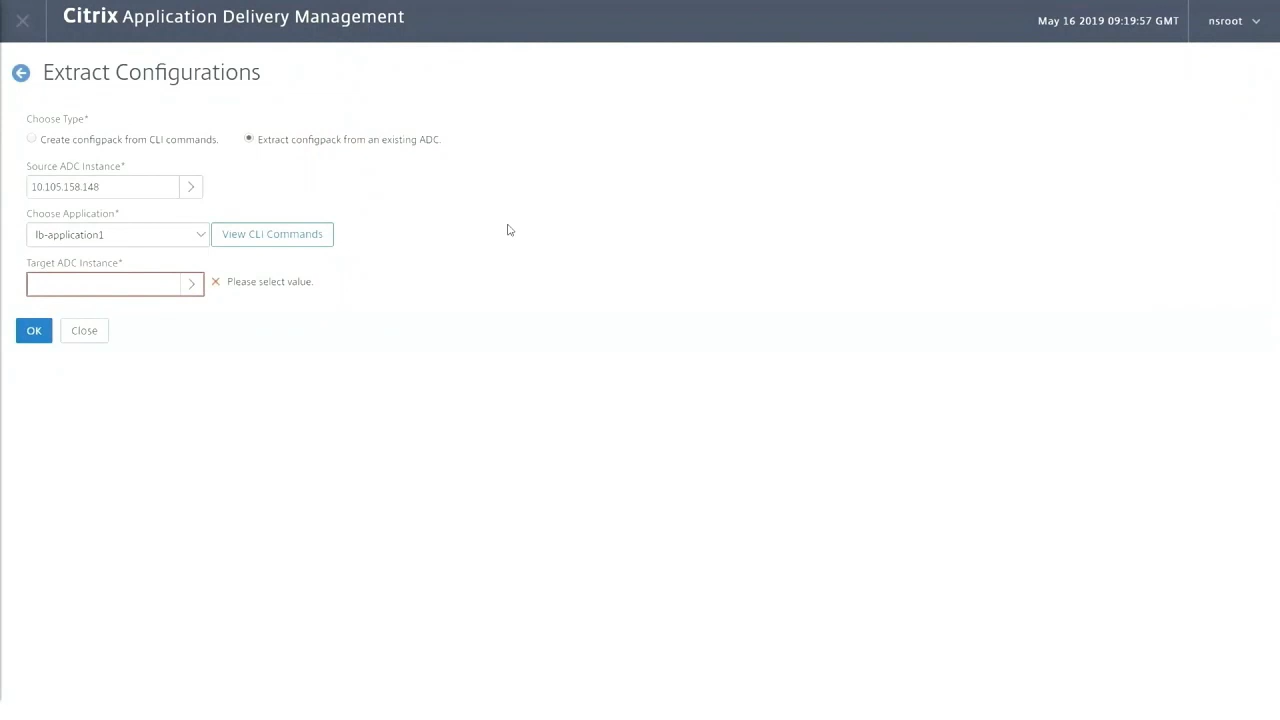 Citrix Application Delivery Management
May 16 2019 09:19:57 GMT
nsroot
Extract Configurations
Choose Type*
Create configpack from CLI commands.
Extract configpack from an existing ADC.
Source ADC Instance*
10.105.158.148
Choose Application*
lb-application1
View CLI Commands
Target ADC Instance*
Please select value.
OK
Close